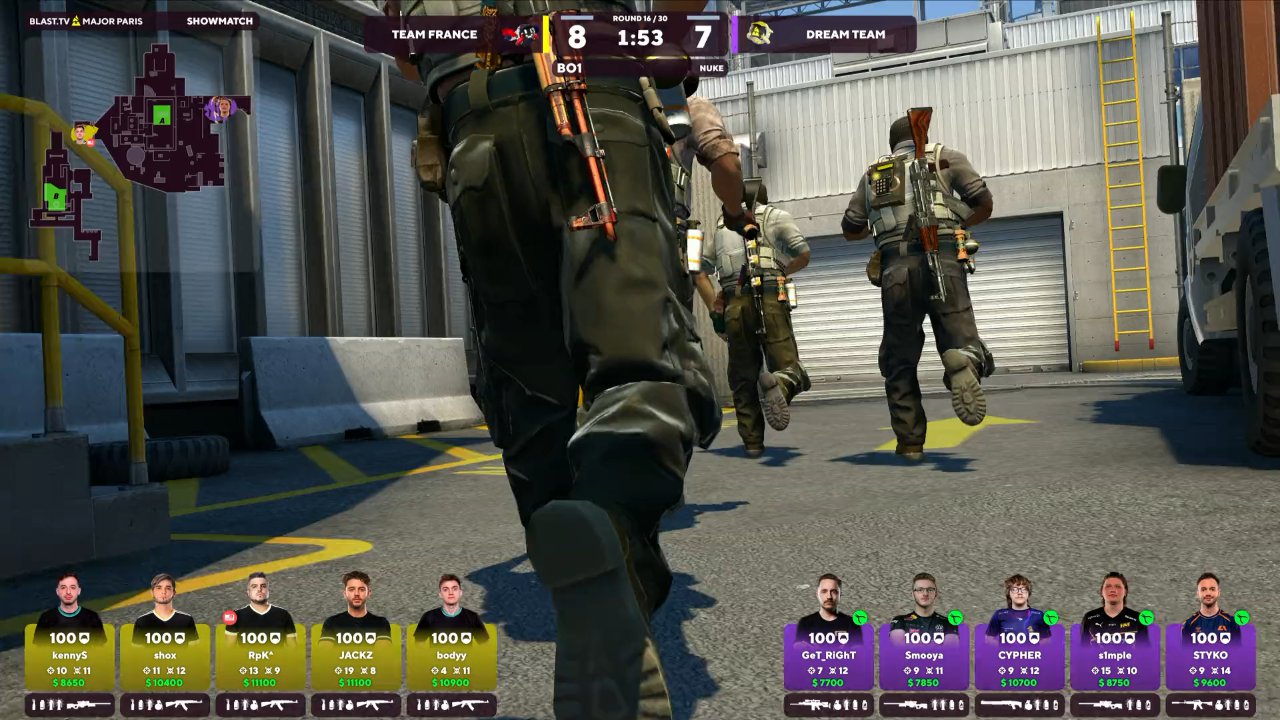 BLAST.TV MAJOR PARIS
SHOWMATCH
TEAM FRANCE
8
ROUND 16 / 30
1:53
7
DREAM TEAM
BO1
NUKE
A
B
100
kennyS
10 11
$8650
100
shox
11 12
$10400
100
RpK^
13 9
$11100
100
JACKZ
19 8
$11100
100
bodyy
4 11
$10900
100
GeT_RiGhT
7 12
$7700
100
Smooya
9 11
$7850
100
CYPHER
9 12
$10700
100
s1mple
15 10
$8750
100
STYKO
9 14
$9600